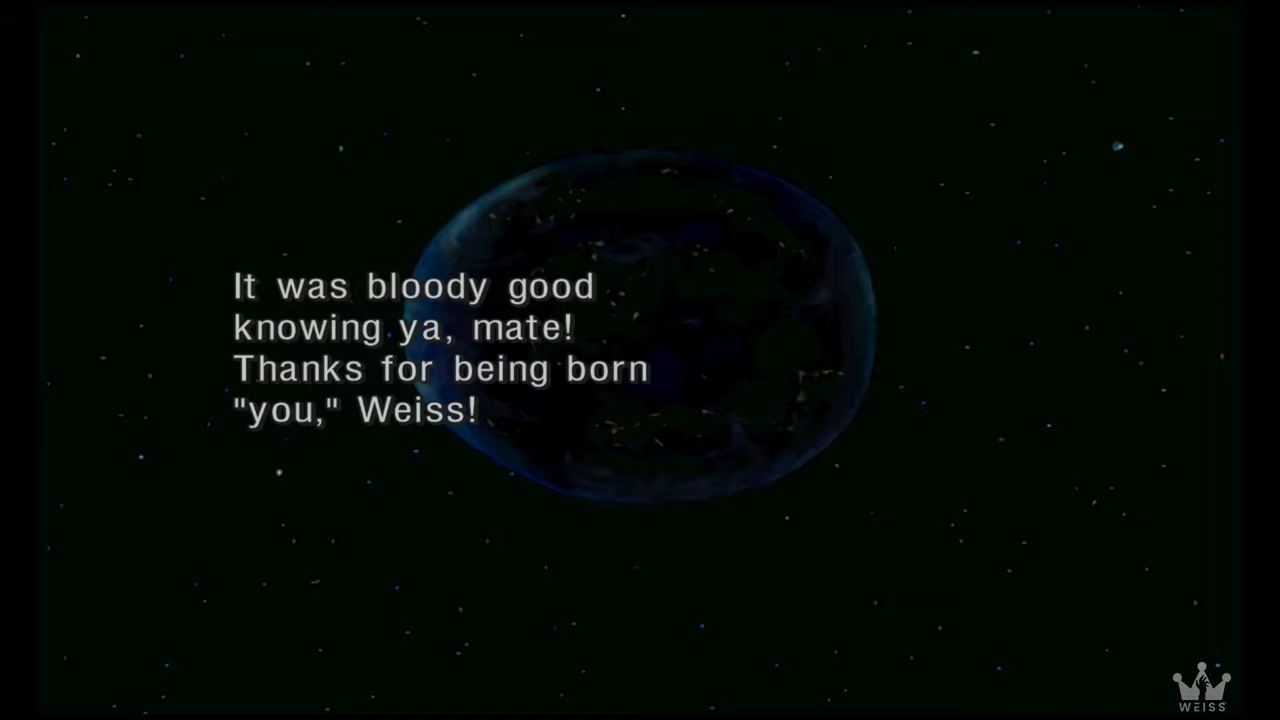 It was bloody good
knowing ya, mate!
Thanks for being born
"you," Weiss!
WEISS